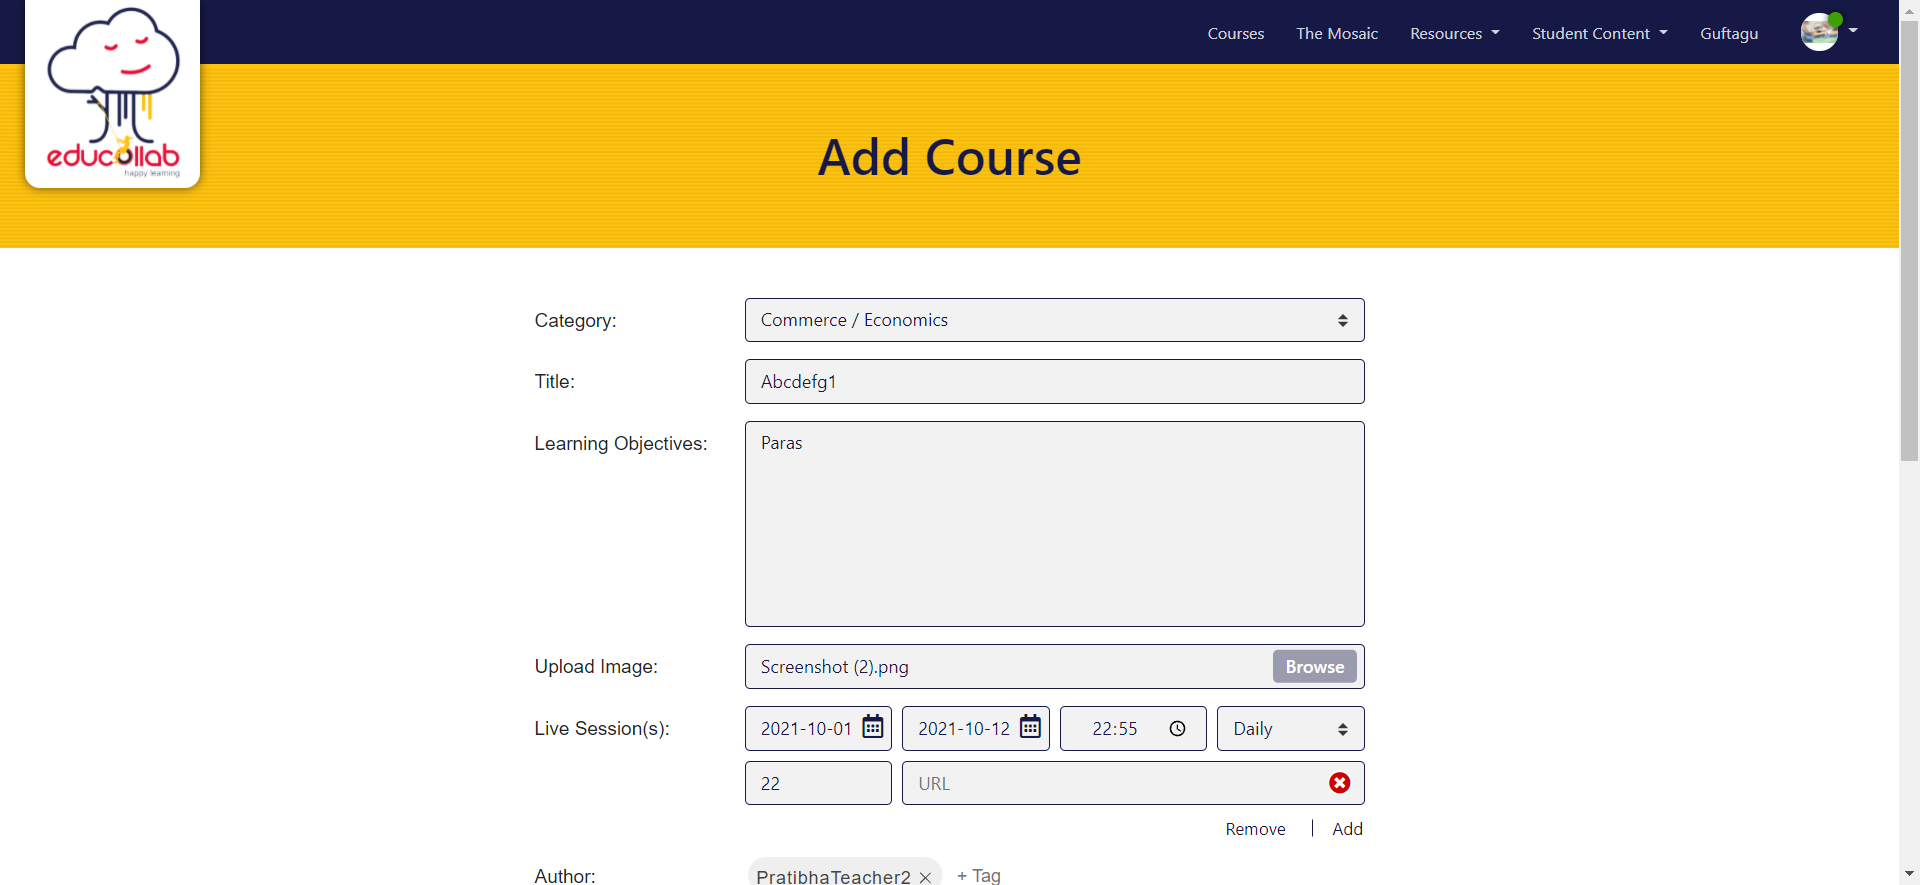 Courses The Mosaic Resources Student Content Guftagu
educollab
happy learning
Add Course
Category: Commerce / Economics
Title: Abcdefg1
Learning Objectives: Paras
Upload Image: Screenshot (2).png Browse
Live Session(s): 2021-10-01 2021-10-12 22:55 Daily
22 URL
Remove | Add
Author: PratibhaTeacher2 × + Tag